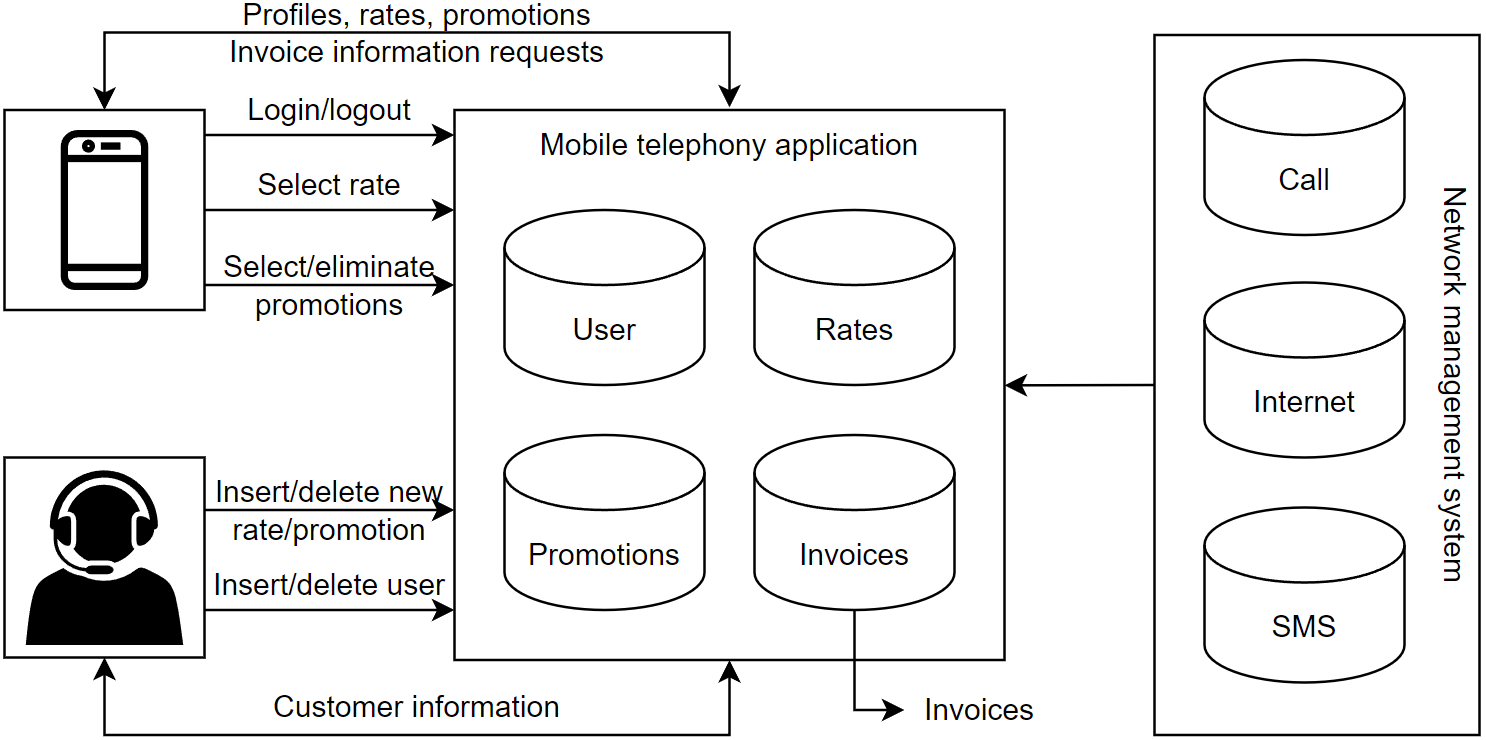 Profiles, rates, promotions
Invoice information requests
Login/logout
Select rate
Select/eliminate
promotions
Mobile telephony application
User
Rates
Promotions
Invoices
Insert/delete new
rate/promotion
Insert/delete user
Customer information
Invoices
Call
Internet
SMS
Network management system